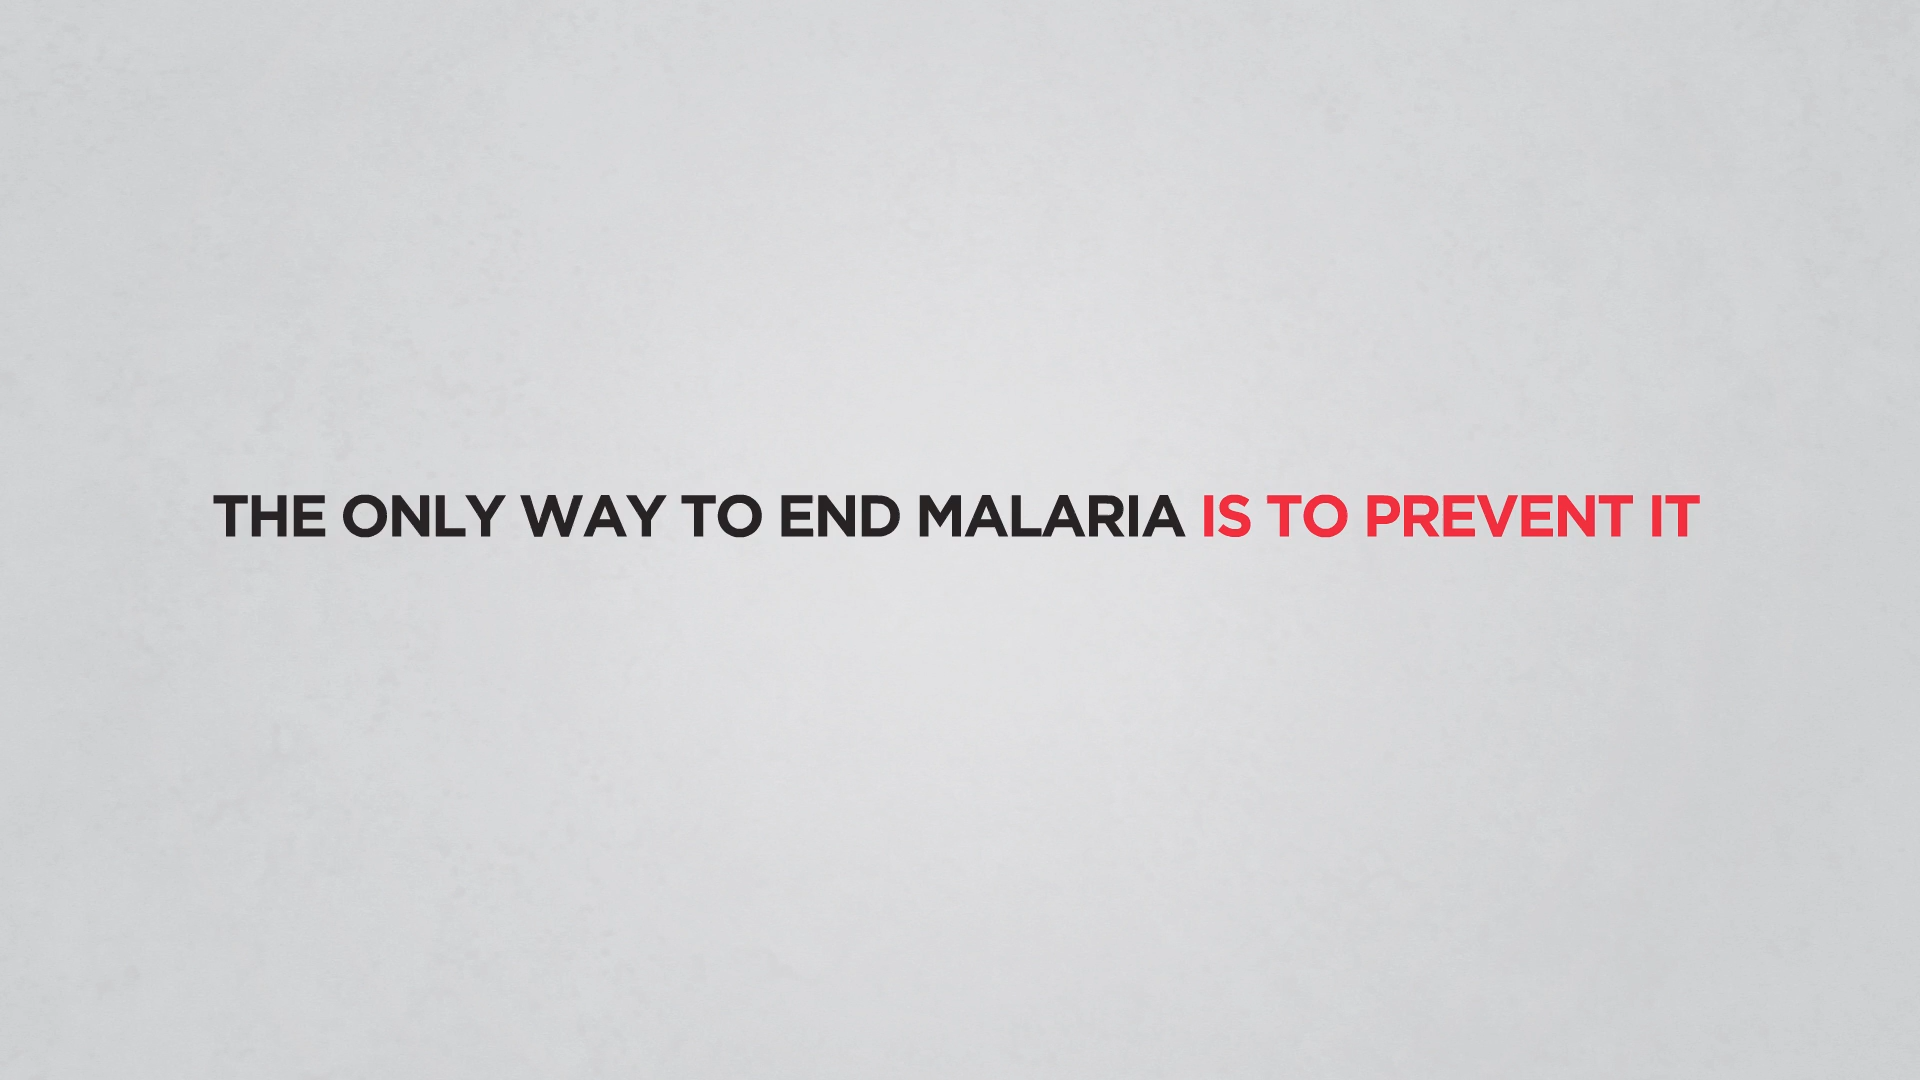 THE ONLY WAY TO END MALARIA IS TO PREVENT IT